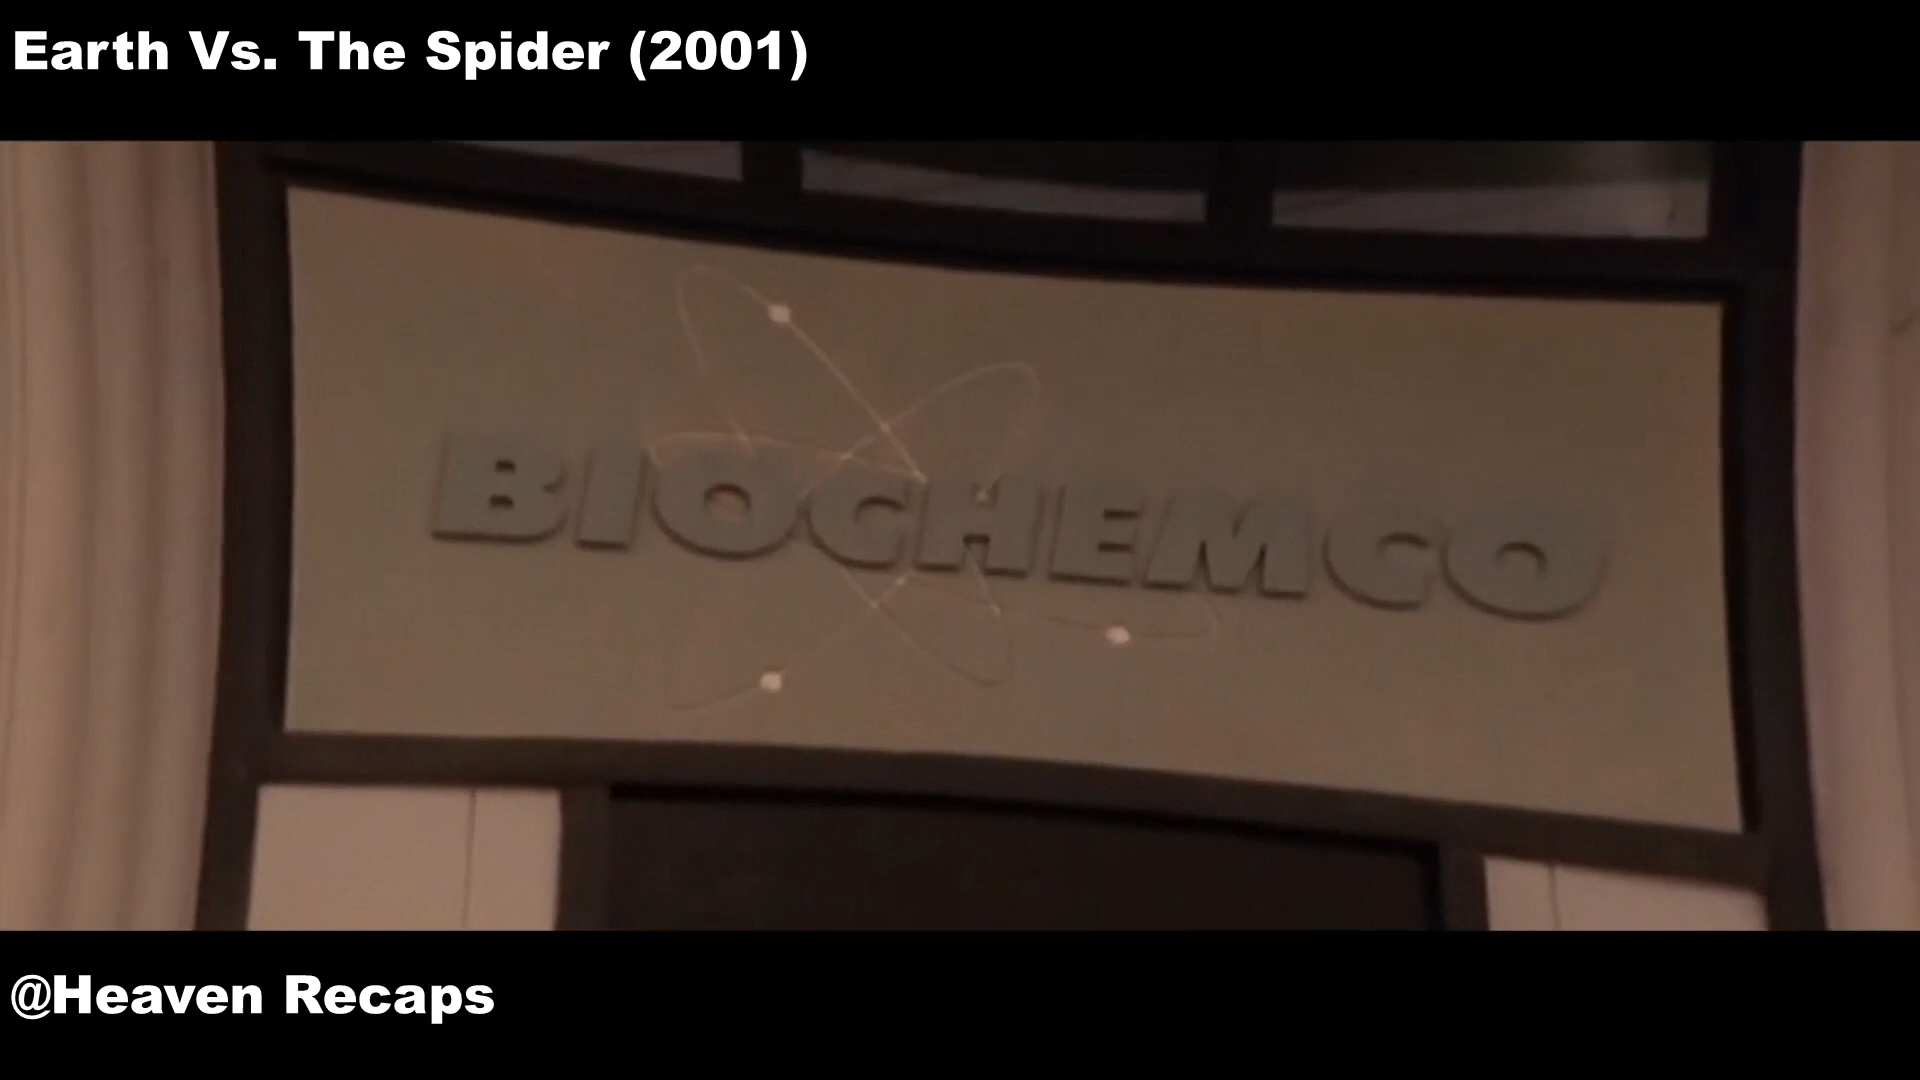 Earth Vs. The Spider (2001)
BIOCHEMCO
@Heaven Recaps